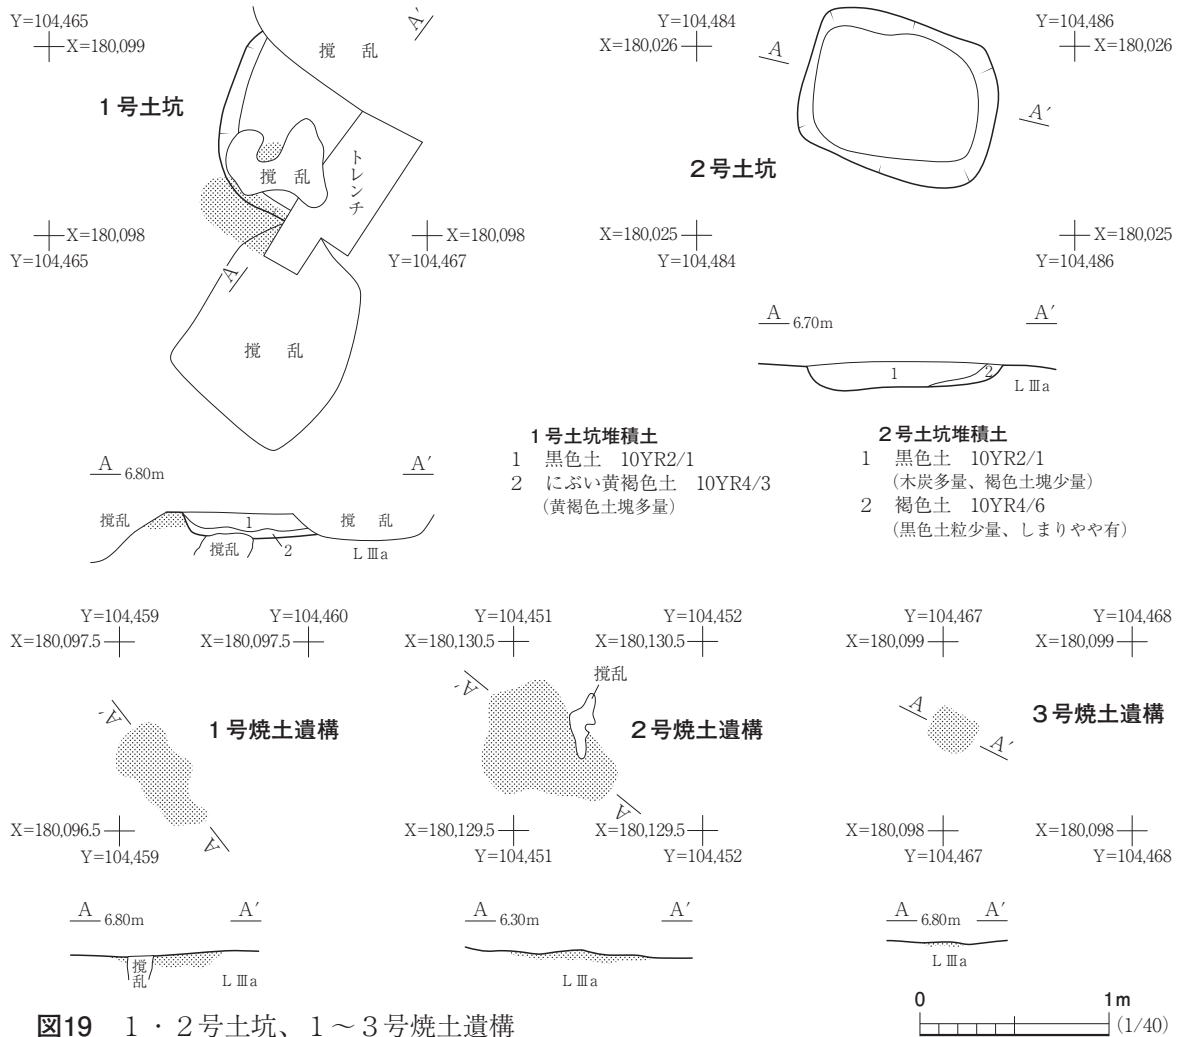 Y=104,465
X=180,099
1号土坑
撹 乱
A′
撹 乱
トレンチ
X=180,098
Y=104,465
X=180,098
Y=104,467
A
撹 乱
Y=104,484
X=180,026
Y=104,486
X=180,026
A
A′
2号土坑
X=180,025
Y=104,484
X=180,025
Y=104,486
A 6.70m A′
1
2
LⅢa
A 6.80m A′
撹乱
1
撹 乱
撹乱
2
LⅢa
1号土坑堆積土
1 黒色土 10YR2/1
2 にぶい黄褐色土 10YR4/3
(黄褐色土塊多量)
2号土坑堆積土
1 黒色土 10YR2/1
(木炭多量、褐色土塊少量)
2 褐色土 10YR4/6
(黒色土粒少量、しまりやや有)
Y=104,459
X=180,097.5
Y=104,460
X=180,097.5
A′
1号焼土遺構
X=180,096.5
Y=104,459
A
A 6.80m A′
撹乱
LⅢa
Y=104,451
X=180,130.5
Y=104,452
X=180,130.5
撹乱
A′
2号焼土遺構
A
X=180,129.5
Y=104,451
X=180,129.5
Y=104,452
A 6.30m A′
LⅢa
Y=104,467
X=180,099
Y=104,468
X=180,099
A
3号焼土遺構
A′
X=180,098
Y=104,467
X=180,098
Y=104,468
A 6.80m A′
LⅢa
0 1m
(1/40)
図19 1・2号土坑、1～3号焼土遺構